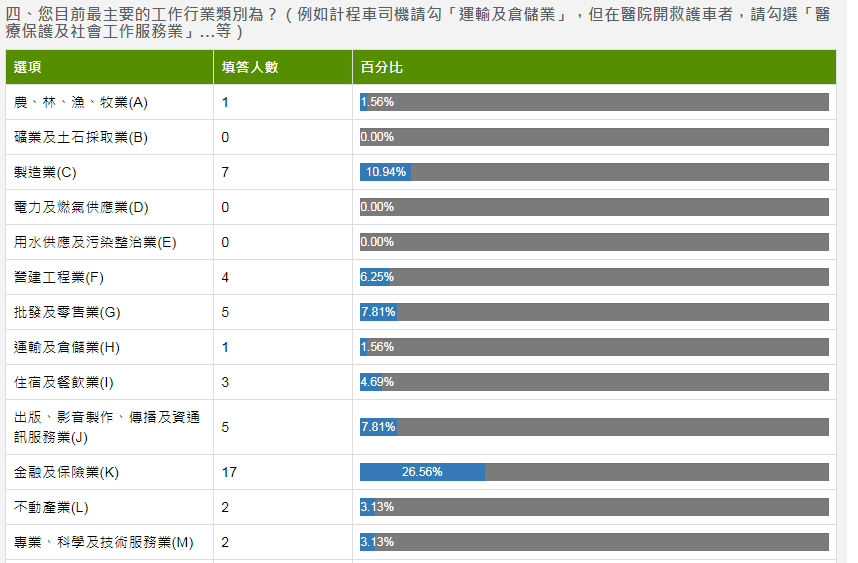 四、您目前最主要的工作行業類別為？（例如計程車司機請勾「運輸及倉儲業」，但在醫院開救護車者，請勾選「醫
療保護及社會工作服務業」...等）
選項 填答人數 百分比
農、林、漁、牧業(A) 1 1.56%
礦業及土石採取業(B) 0 0.00%
製造業(C) 7 10.94%
電力及燃氣供應業(D) 0 0.00%
用水供應及污染整治業(E) 0 0.00%
營建工程業(F) 4 6.25%
批發及零售業(G) 5 7.81%
運輸及倉儲業(H) 1 1.56%
住宿及餐飲業(I) 3 4.69%
出版、影音製作、傳播及資通
訊服務業(J) 5 7.81%
金融及保險業(K) 17 26.56%
不動產業(L) 2 3.13%
專業、科學及技術服務業(M) 2 3.13%